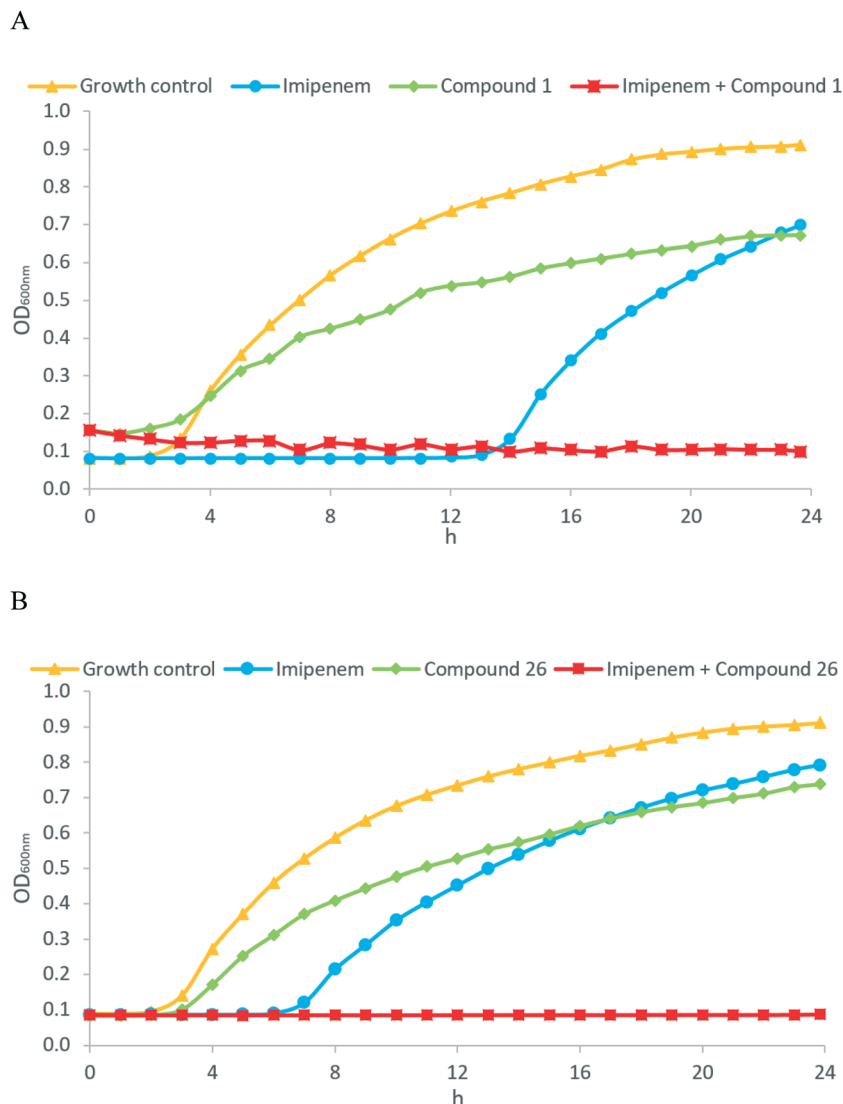 A
Growth control Imipenem Compound 1 Imipenem + Compound 1
1.0
0.9
0.8
0.7
0.6
0.5
0.4
0.3
0.2
0.1
0.0
OD600nm
0 4 8 12 16 20 24
h
B
Growth control Imipenem Compound 26 Imipenem + Compound 26
1.0
0.9
0.8
0.7
0.6
0.5
0.4
0.3
0.2
0.1
0.0
OD600nm
0 4 8 12 16 20 24
h